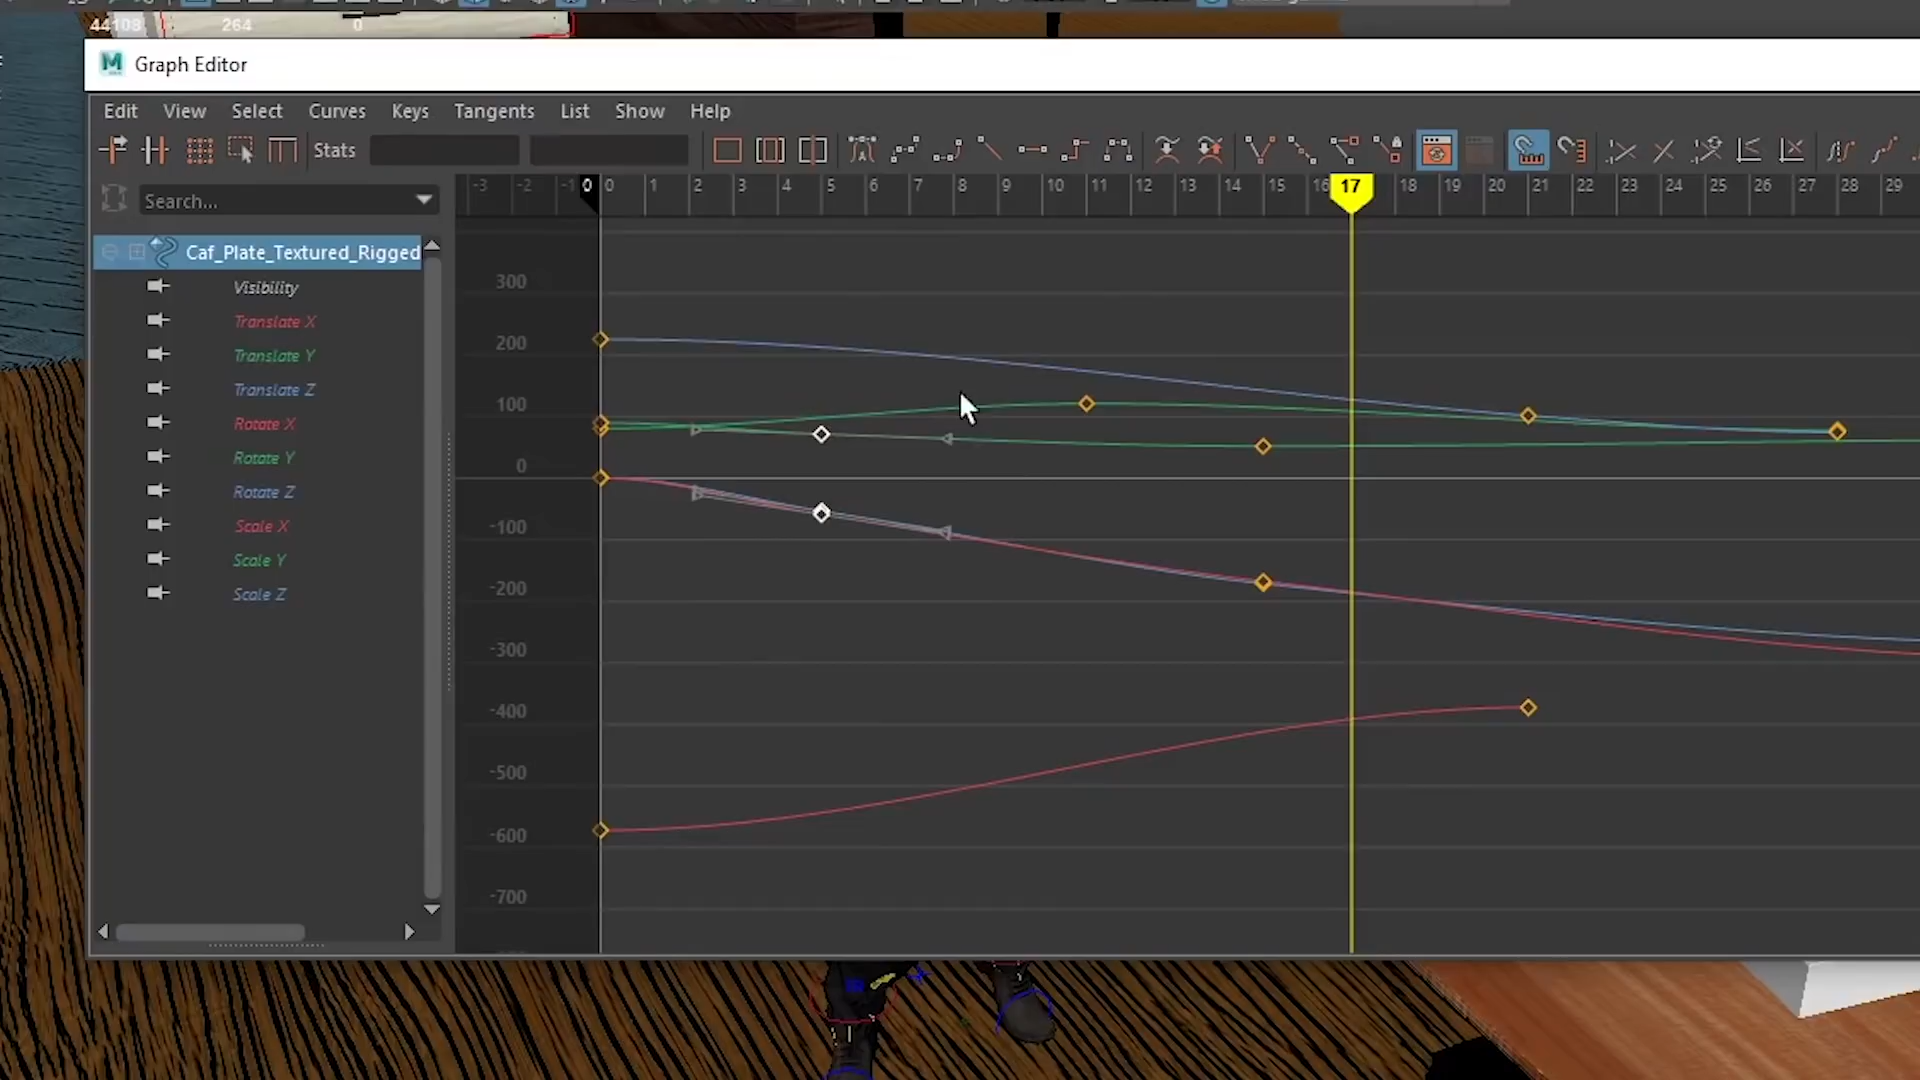 44108 264 0
Graph Editor
Edit View Select Curves Keys Tangents List Show Help
Stats
Search...
-3 -2 -1 0 0 1 2 3 4 5 6 7 8 9 10 11 12 13 14 15 16 17 18 19 20 21 22 23 24 25 26 27 28 29
Caf_Plate_Textured_Rigged
Visibility
Translate X
Translate Y
Translate Z
Rotate X
Rotate Y
Rotate Z
Scale X
Scale Y
Scale Z
300
200
100
0
-100
-200
-300
-400
-500
-600
-700